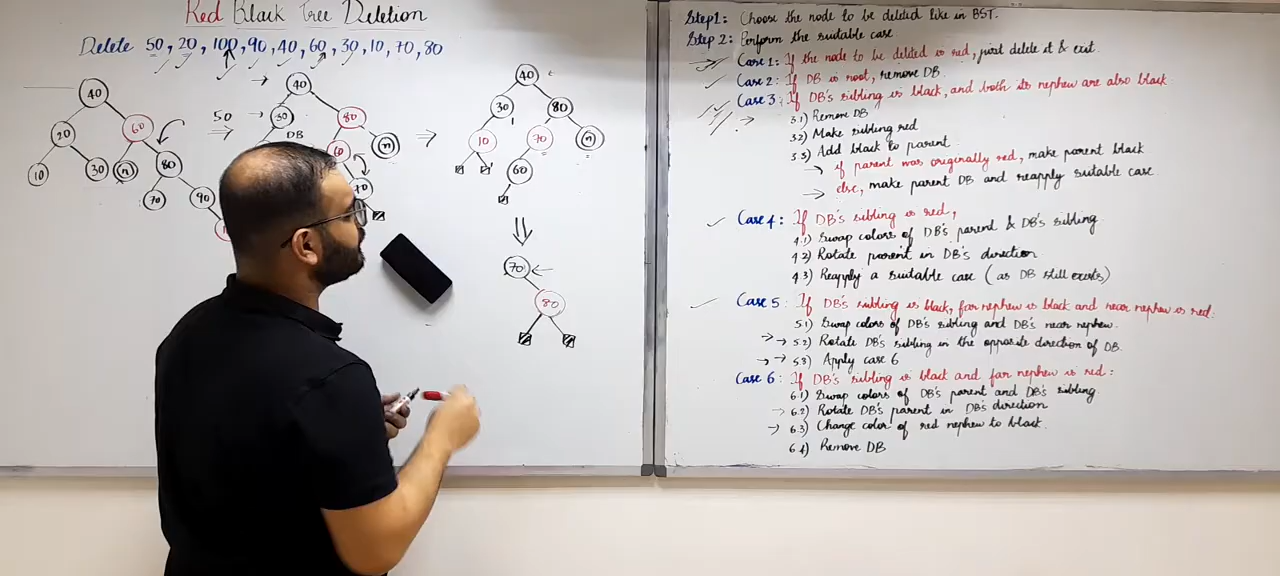 Red Black Tree Deletion
Delete 50, 20, 100, 90, 40, 60, 30, 10, 70, 80
40
20
60
10
30
n
80
70
90
50
40
30
DB
80
60
n
70
40
30
80
10
70
n
60
70
80
Step 1: Choose the node to be deleted like in BST.
Step 2: Perform the suitable case.
Case 1: If the node to be deleted is red, just delete it & exit.
Case 2: If DB is root, remove DB.
Case 3: If DB's sibling is black, and both its nephew are also black
3.1) Remove DB
3.2) Make sibling red
3.3) Add black to parent.
→ if parent was originally red, make parent black
→ else, make parent DB and reapply suitable case
Case 4: If DB's sibling is red,
4.1) Swap colors of DB's parent & DB's sibling
4.2) Rotate parent in DB's direction
4.3) Reapply a suitable case (as DB still exists)
Case 5: If DB's sibling is black, far nephew is black and near nephew is red:
5.1) Swap colors of DB's sibling and DB's near nephew.
5.2) Rotate DB's sibling in the opposite direction of DB.
5.3) Apply case 6
Case 6: If DB's sibling is black and far nephew is red:
6.1) Swap colors of DB's parent and DB's sibling
6.2) Rotate DB's parent in DB's direction
6.3) Change color of red nephew to black.
6.4) Remove DB